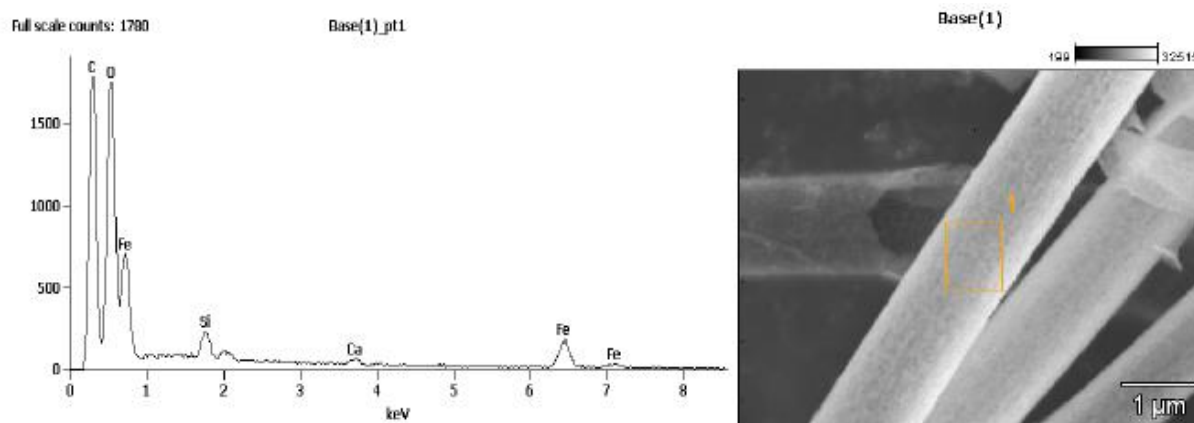 Full scale counts: 1780
Base(1)_pt1
C
O
1500
1000
Fe
500
Si
Ca
Fe
Fe
0
0 1 2 3 4 5 6 7 8
keV
Base(1)
199 32515
1
1 µm